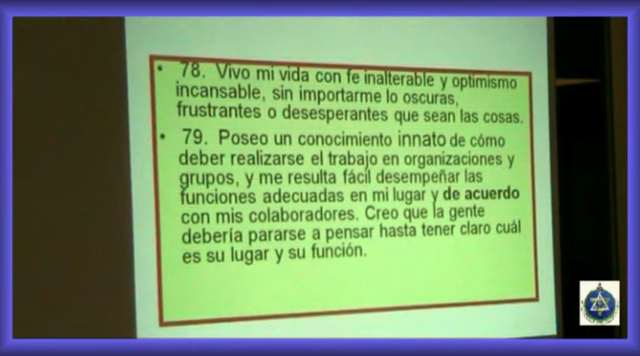 • 78. Vivo mi vida con fe inalterable y optimismo
incansable, sin importarme lo oscuras,
frustrantes o desesperantes que sean las cosas.
• 79. Poseo un conocimiento innato de cómo
deber realizarse el trabajo en organizaciones y
grupos, y me resulta fácil desempeñar las
funciones adecuadas en mi lugar y de acuerdo
con mis colaboradores. Creo que la gente
debería pararse a pensar hasta tener claro cuál
es su lugar y su función.